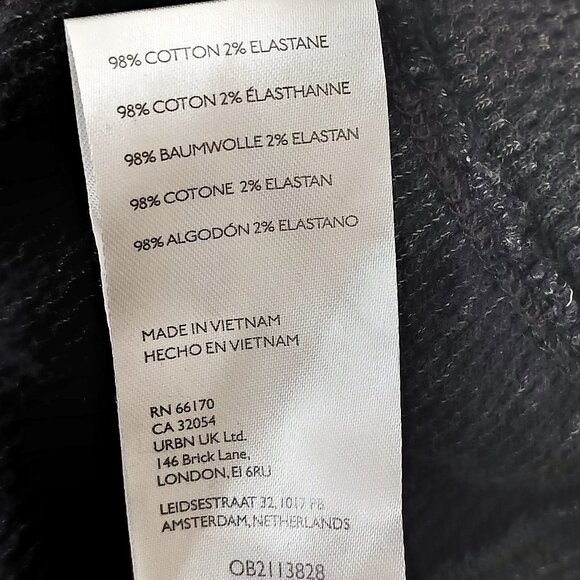 98% COTTON 2% ELASTANE
98% COTON 2% ÉLASTHANNE
98% BAUMWOLLE 2% ELASTAN
98% COTONE 2% ELASTAN
98% ALGODÓN 2% ELASTANO
MADE IN VIETNAM
HECHO EN VIETNAM
RN 66170
CA 32054
URBN UK Ltd.
146 Brick Lane,
LONDON, E1 6RU
LEIDSESTRAAT 32, 1017 PB
AMSTERDAM, NETHERLANDS
OB2113828